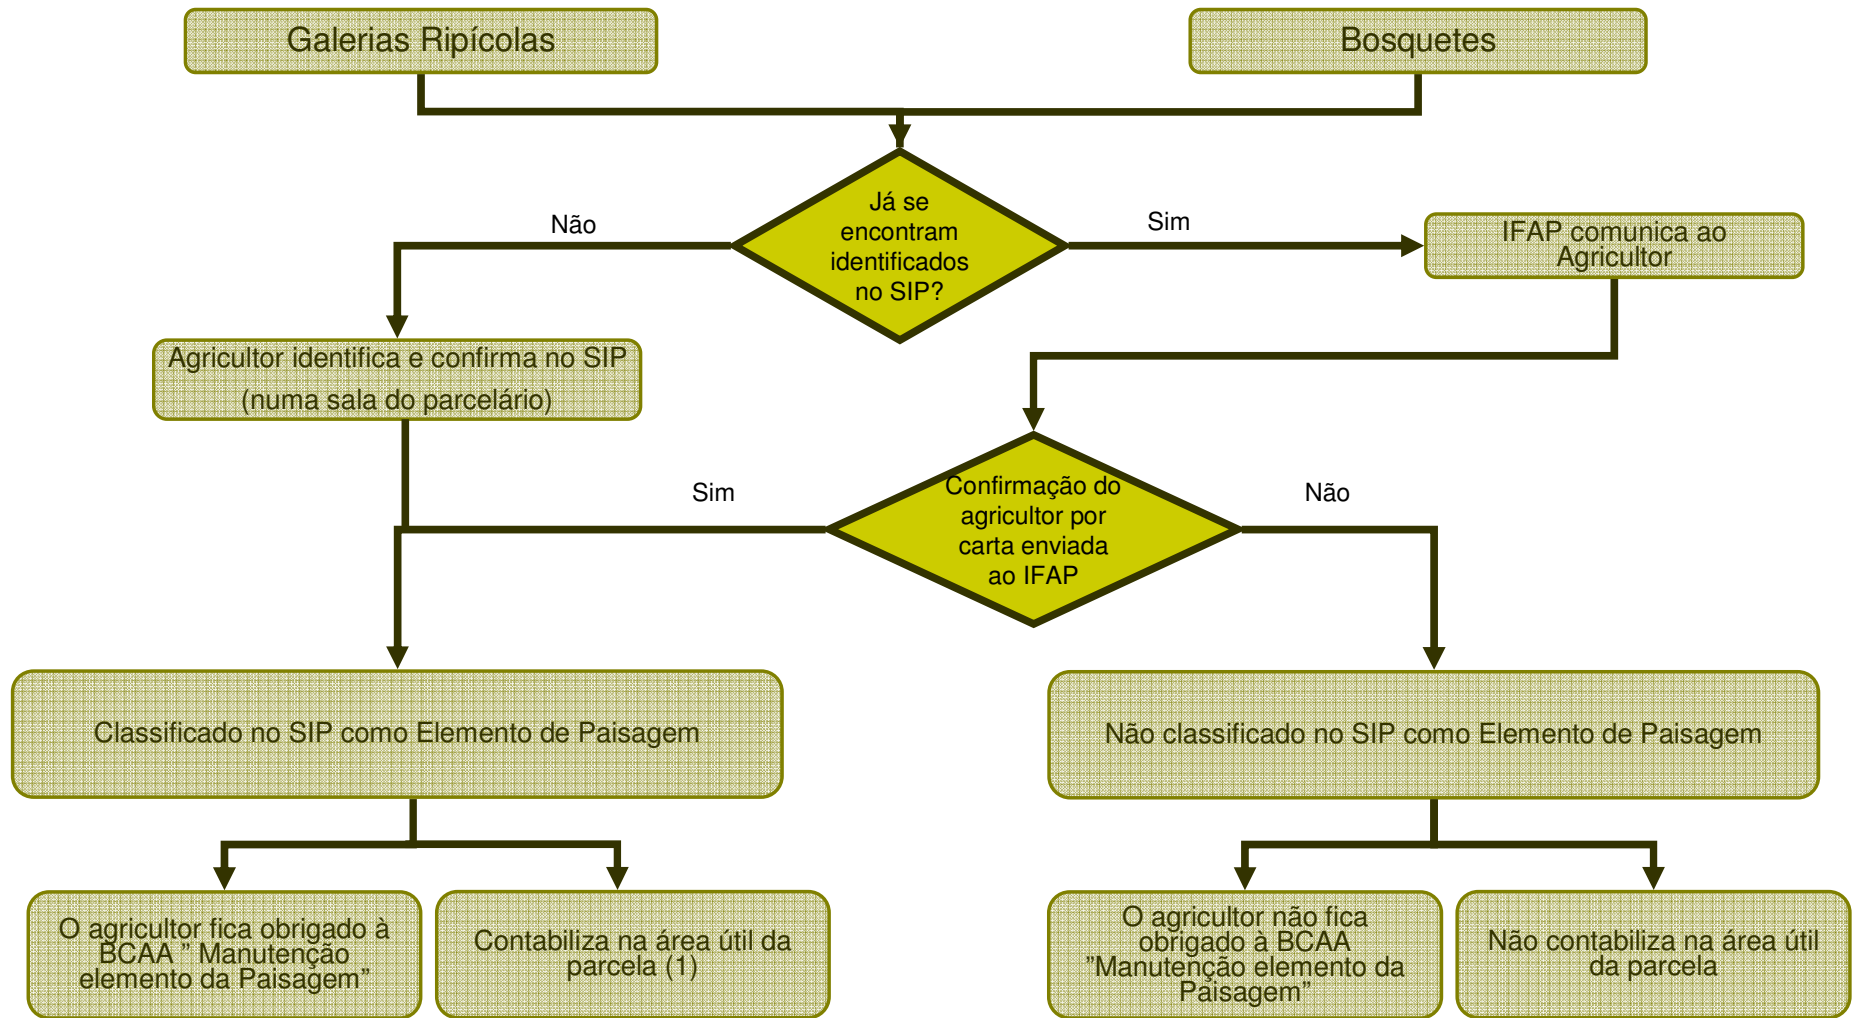 Galerias Ripícolas
Bosquetes
Já se
encontram
identificados
no SIP?
Não
Sim
IFAP comunica ao
Agricultor
Agricultor identifica e confirma no SIP
(numa sala do parcelário)
Confirmação do
agricultor por
carta enviada
ao IFAP
Sim
Não
Classificado no SIP como Elemento de Paisagem
Não classificado no SIP como Elemento de Paisagem
O agricultor fica obrigado à
BCAA ” Manutenção
elemento da Paisagem”
Contabiliza na área útil da
parcela (1)
O agricultor não fica
obrigado à BCAA
”Manutenção elemento da
Paisagem”
Não contabiliza na área útil
da parcela